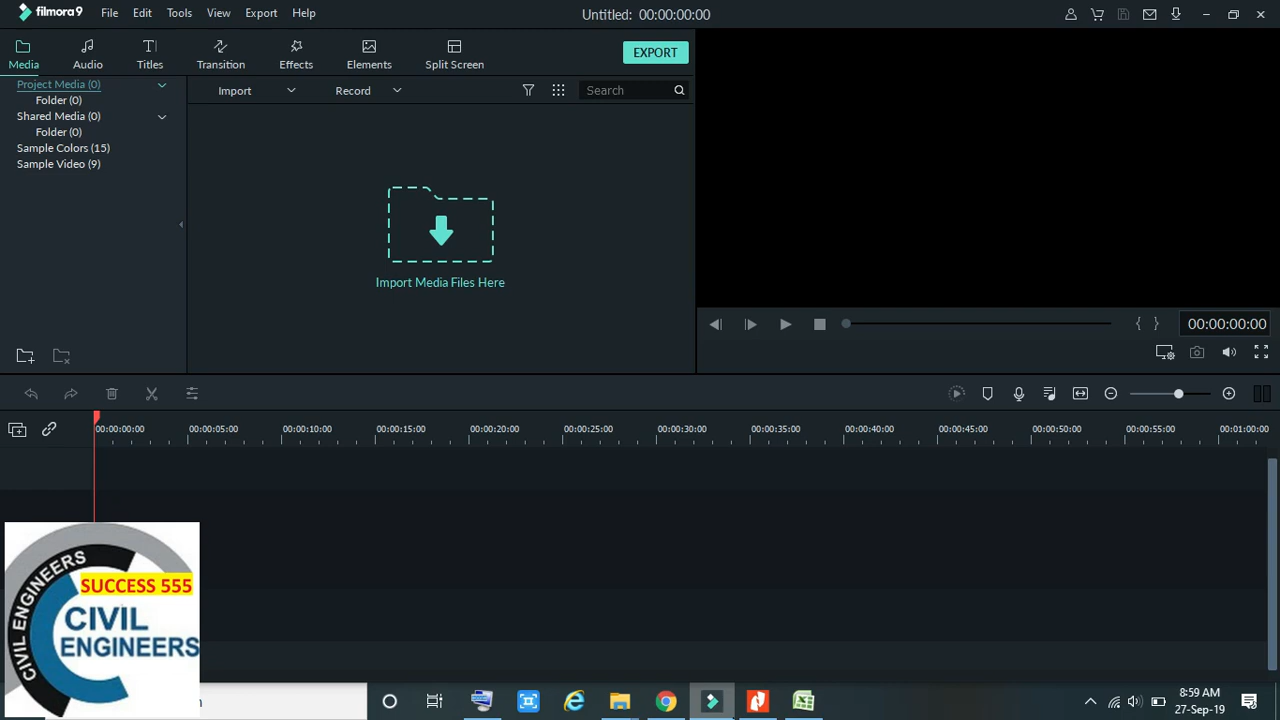 filmora9 File Edit Tools View Export Help Untitled: 00:00:00:00
Media Audio Titles Transition Effects Elements Split Screen EXPORT
Project Media (0)
Folder (0)
Shared Media (0)
Folder (0)
Sample Colors (15)
Sample Video (9)
Import Record Search
Import Media Files Here
{ } 00:00:00:00
00:00:00:00 00:00:05:00 00:00:10:00 00:00:15:00 00:00:20:00 00:00:25:00 00:00:30:00 00:00:35:00 00:00:40:00 00:00:45:00 00:00:50:00 00:00:55:00 00:01:00:00
CIVIL ENGINEERS
SUCCESS 555
CIVIL
ENGINEERS
CIVIL
8:59 AM
27-Sep-19